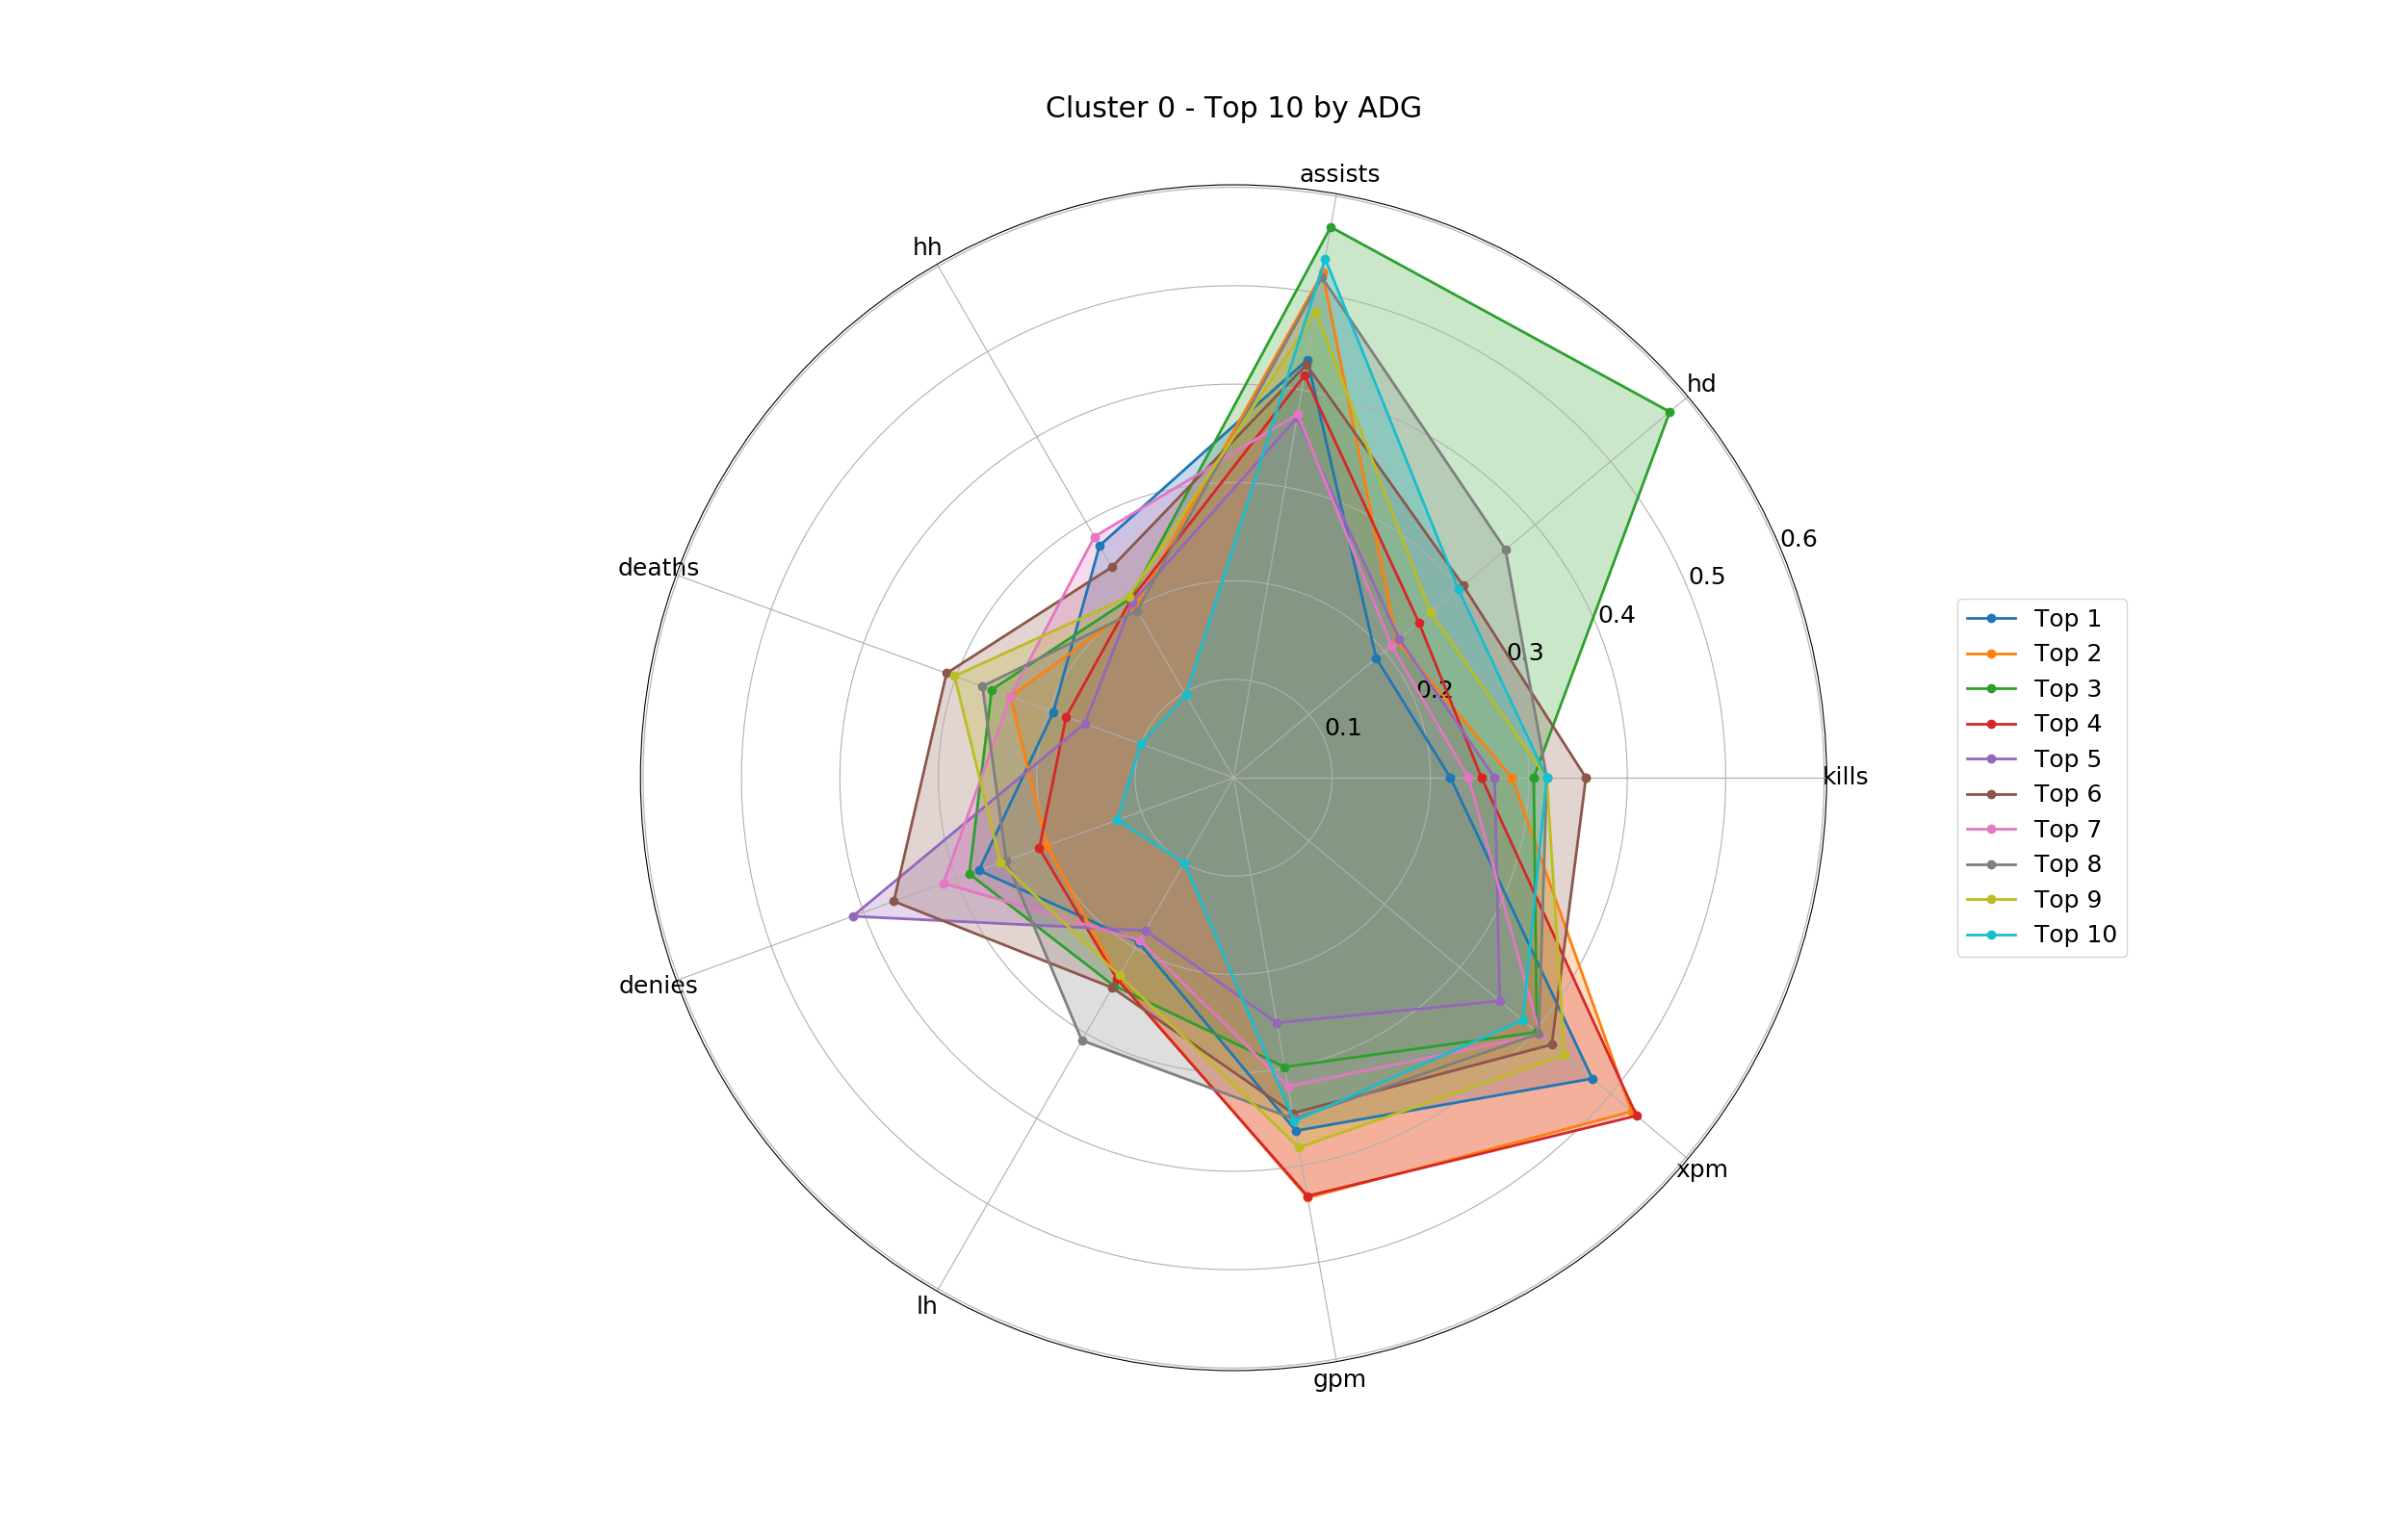 Cluster 0 - Top 10 by ADG
assists
hh
hd
deaths
kills
denies
xpm
lh
gpm
0.1
0.2
0.3
0.4
0.5
0.6
Top 1
Top 2
Top 3
Top 4
Top 5
Top 6
Top 7
Top 8
Top 9
Top 10